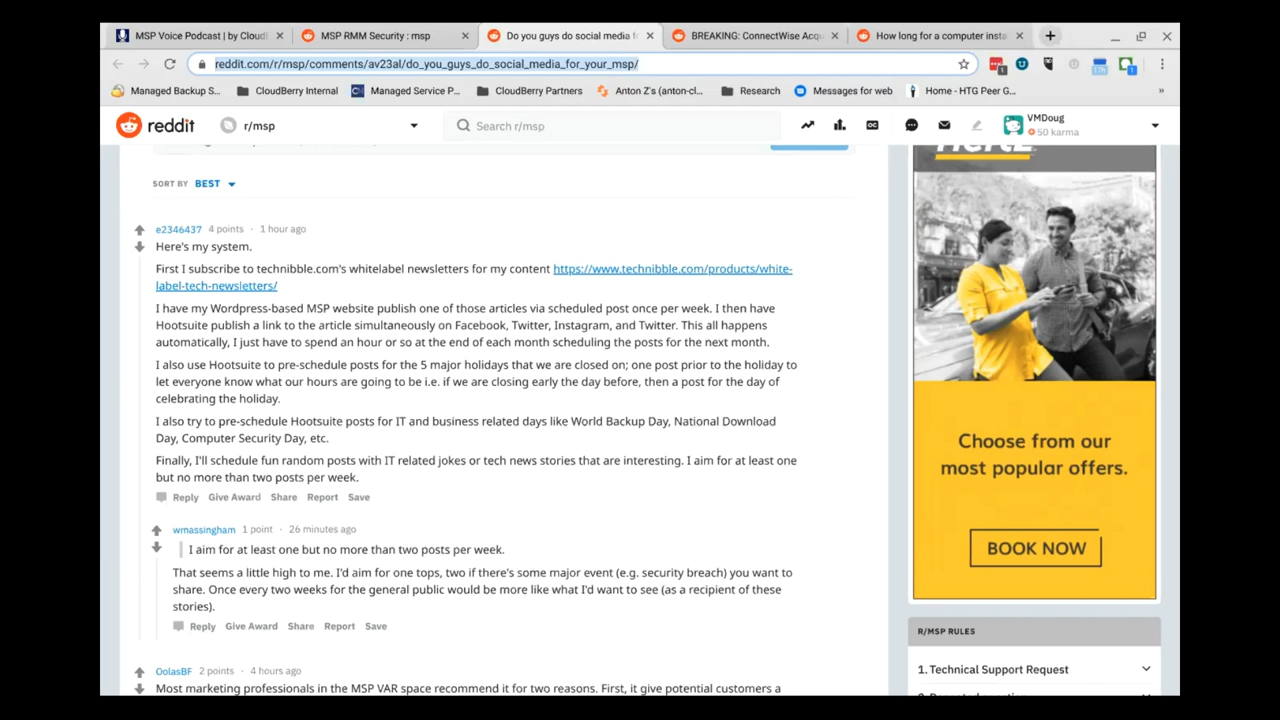 MSP Voice Podcast | by CloudB
MSP RMM Security : msp
Do you guys do social media fo
BREAKING: ConnectWise Acqu
How long for a computer insta
reddit.com/r/msp/comments/av23al/do_you_guys_do_social_media_for_your_msp/
Managed Backup S...
CloudBerry Internal
Managed Service P...
CloudBerry Partners
Anton Z's (anton-cl...
Research
Messages for web
Home - HTG Peer G...
»
reddit
r/msp
Search r/msp
VMDoug
50 karma
Hertz
SORT BY BEST
e2346437 4 points · 1 hour ago
Here's my system.
First I subscribe to technibble.com's whitelabel newsletters for my content https://www.technibble.com/products/white-
label-tech-newsletters/
I have my Wordpress-based MSP website publish one of those articles via scheduled post once per week. I then have
Hootsuite publish a link to the article simultaneously on Facebook, Twitter, Instagram, and Twitter. This all happens
automatically, I just have to spend an hour or so at the end of each month scheduling the posts for the next month.
I also use Hootsuite to pre-schedule posts for the 5 major holidays that we are closed on; one post prior to the holiday to
let everyone know what our hours are going to be i.e. if we are closing early the day before, then a post for the day of
celebrating the holiday.
I also try to pre-schedule Hootsuite posts for IT and business related days like World Backup Day, National Download
Day, Computer Security Day, etc.
Finally, I'll schedule fun random posts with IT related jokes or tech news stories that are interesting. I aim for at least one
but no more than two posts per week.
Reply Give Award Share Report Save
wmassingham 1 point · 26 minutes ago
I aim for at least one but no more than two posts per week.
That seems a little high to me. I'd aim for one tops, two if there's some major event (e.g. security breach) you want to
share. Once every two weeks for the general public would be more like what I'd want to see (as a recipient of these
stories).
Reply Give Award Share Report Save
OolasBF 2 points · 4 hours ago
Most marketing professionals in the MSP VAR space recommend it for two reasons. First, it give potential customers a
Choose from our
most popular offers.
BOOK NOW
R/MSP RULES
1. Technical Support Request